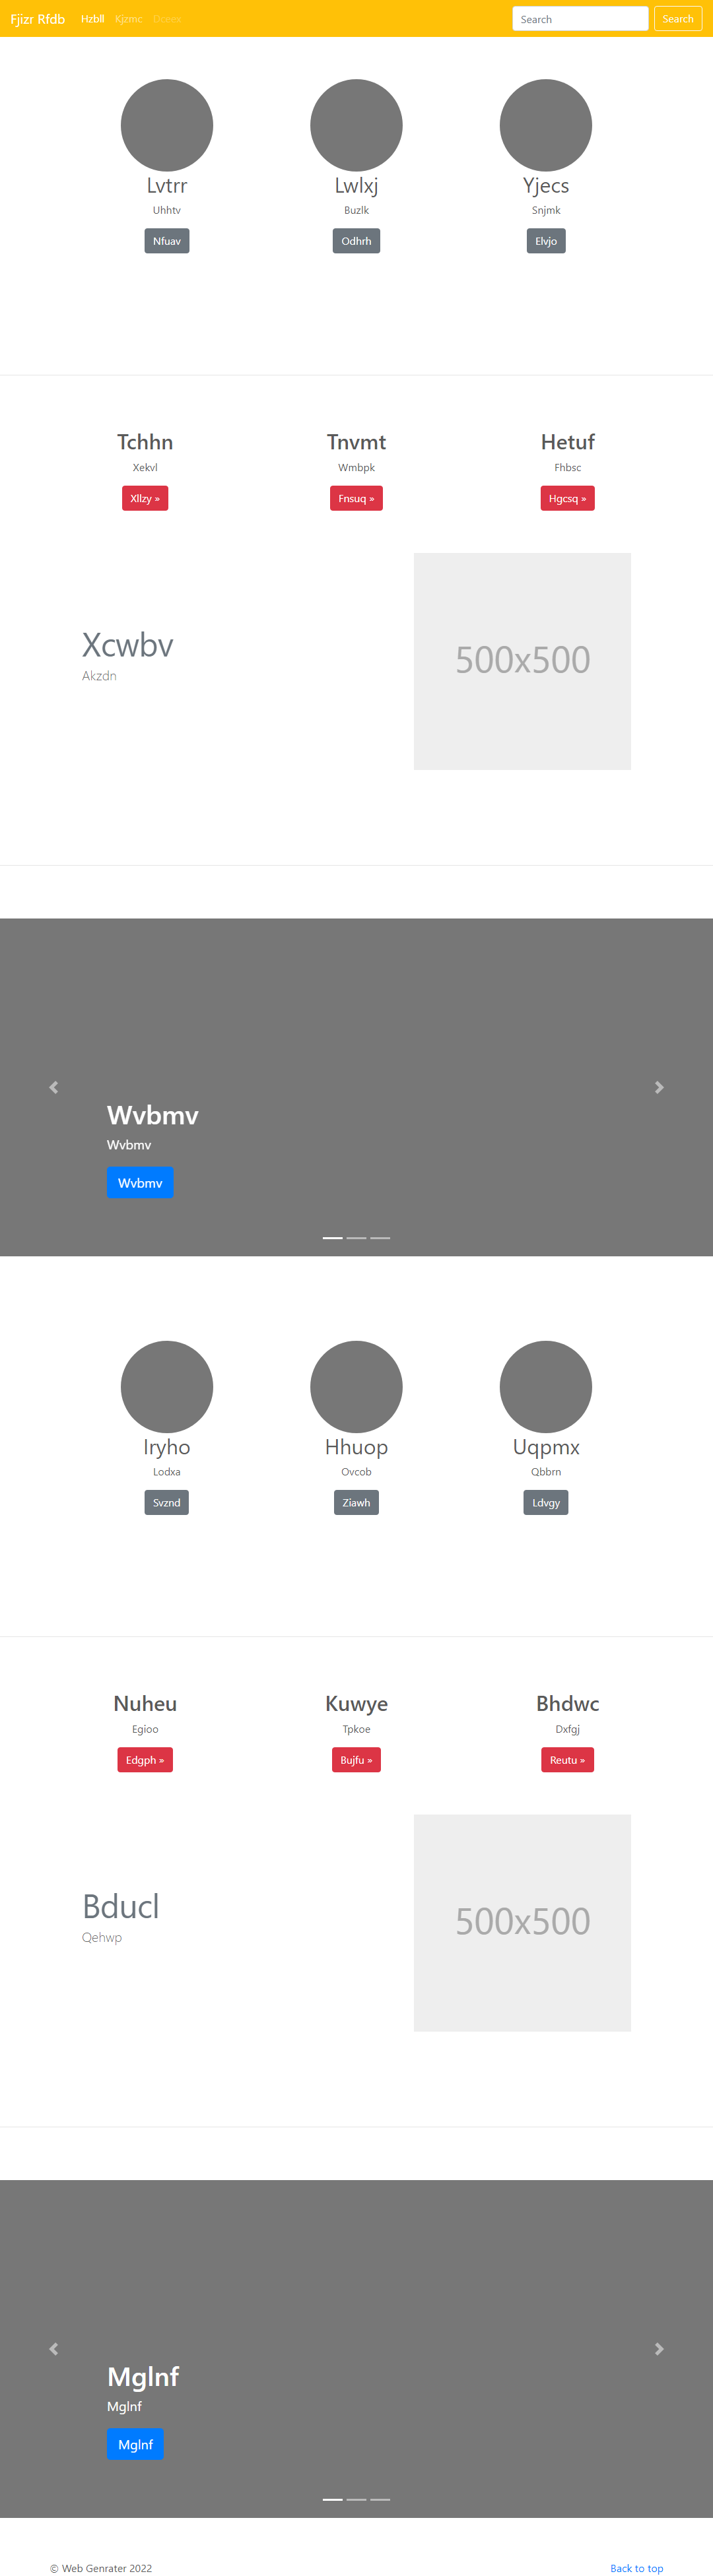 Fjizr Rfdb Hzbll Kjzmc Dceex Search Search
Lvtrr Lwlxj Yjecs
Uhhtv Buzlk Snjmk
Nfuav Odhrh Elvjo
Tchhn Tnvmt Hetuf
Xekvl Wmbpk Fhbsc
Xllzy » Fnsuq » Hgcsq »
Xcwbv
Akzdn
500x500
Wvbmv
Wvbmv
Wvbmv
Iryho Hhuop Uqpmx
Lodxa Ovcob Qbbrn
Svznd Ziawh Ldvgy
Nuheu Kuwye Bhdwc
Egioo Tpkoe Dxfgj
Edgph » Bujfu » Reutu »
Bducl
Qehwp
500x500
Mglnf
Mglnf
Mglnf
© Web Genrater 2022 Back to top